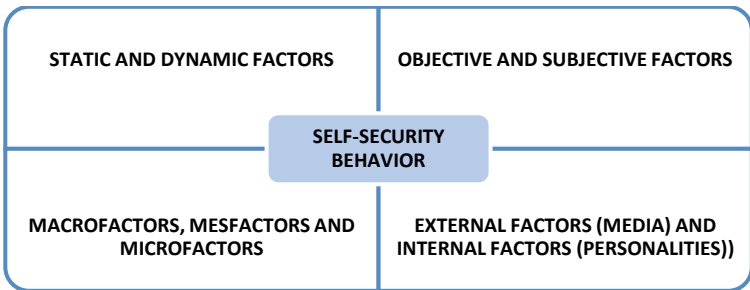 STATIC AND DYNAMIC FACTORS
OBJECTIVE AND SUBJECTIVE FACTORS
SELF-SECURITY
BEHAVIOR
MACROFACTORS, MESFACTORS AND
MICROFACTORS
EXTERNAL FACTORS (MEDIA) AND
INTERNAL FACTORS (PERSONALITIES))